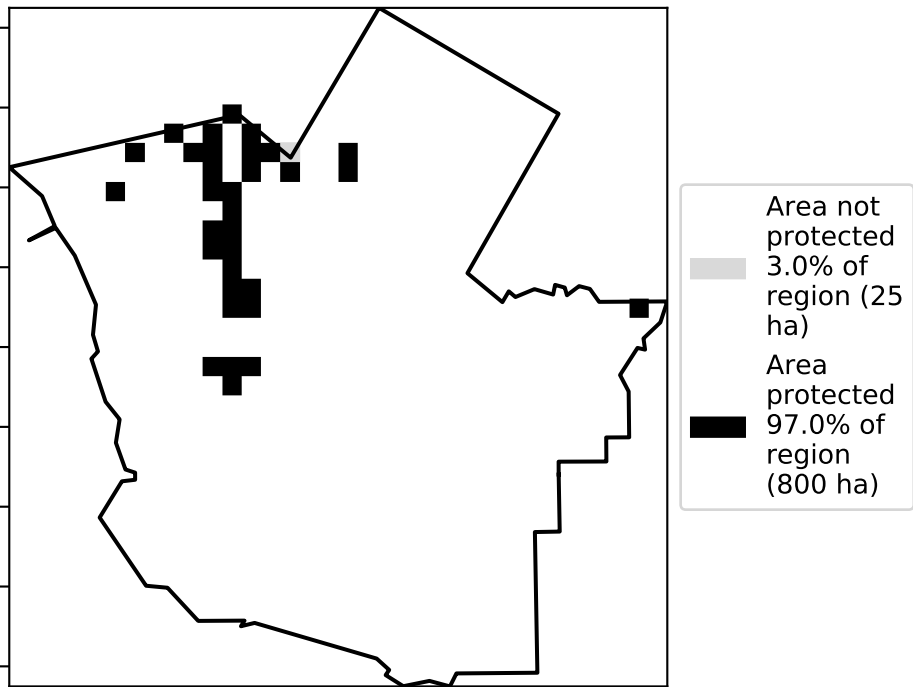 Area not
protected
3.0% of
region (25
ha)
Area
protected
97.0% of
region
(800 ha)